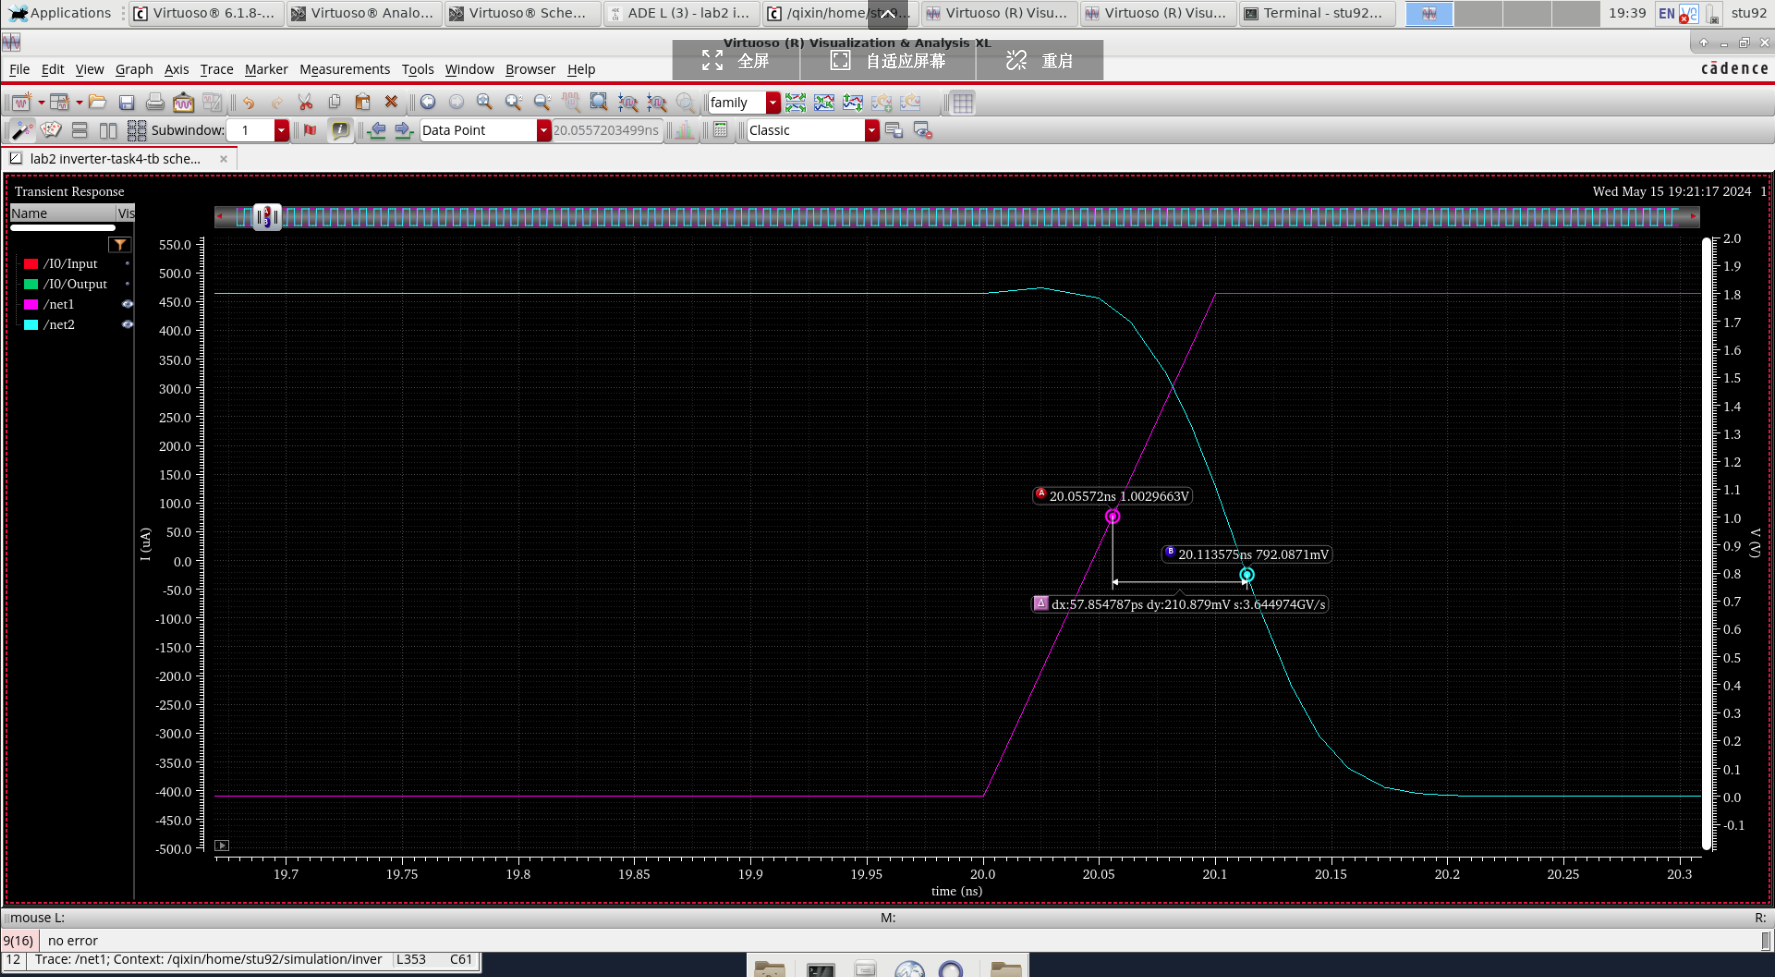 Applications
Virtuoso® 6.1.8-...
Virtuoso® Analo...
Virtuoso® Sche...
ADE L (3) - lab2 i...
/qixin/home/stu9...
Virtuoso (R) Visu...
Virtuoso (R) Visu...
Terminal - stu92...
19:39
EN
stu92
Virtuoso (R) Visualization & Analysis XL
全屏
自适应屏幕
重启
File Edit View Graph Axis Trace Marker Measurements Tools Window Browser Help
cādence
family
Subwindow: 1
Data Point
20.0557203499ns
Classic
lab2 inverter-task4-tb sche...
Transient Response
Wed May 15 19:21:17 2024 1
Name Vis
/I0/Input
/I0/Output
/net1
/net2
550.0
500.0
450.0
400.0
350.0
300.0
250.0
200.0
150.0
100.0
50.0
0.0
-50.0
-100.0
-150.0
-200.0
-250.0
-300.0
-350.0
-400.0
-450.0
-500.0
I (uA)
A 20.05572ns 1.0029663V
B 20.113575ns 792.0871mV
dx:57.854787ps dy:210.879mV s:3.644974GV/s
2.0
1.9
1.8
1.7
1.6
1.5
1.4
1.3
1.2
1.1
1.0
0.9
0.8
0.7
0.6
0.5
0.4
0.3
0.2
0.1
0.0
-0.1
V (V)
19.7 19.75 19.8 19.85 19.9 19.95 20.0 20.05 20.1 20.15 20.2 20.25 20.3
time (ns)
mouse L: M: R:
9(16) no error
12 Trace: /net1; Context: /qixin/home/stu92/simulation/inver L353 C61